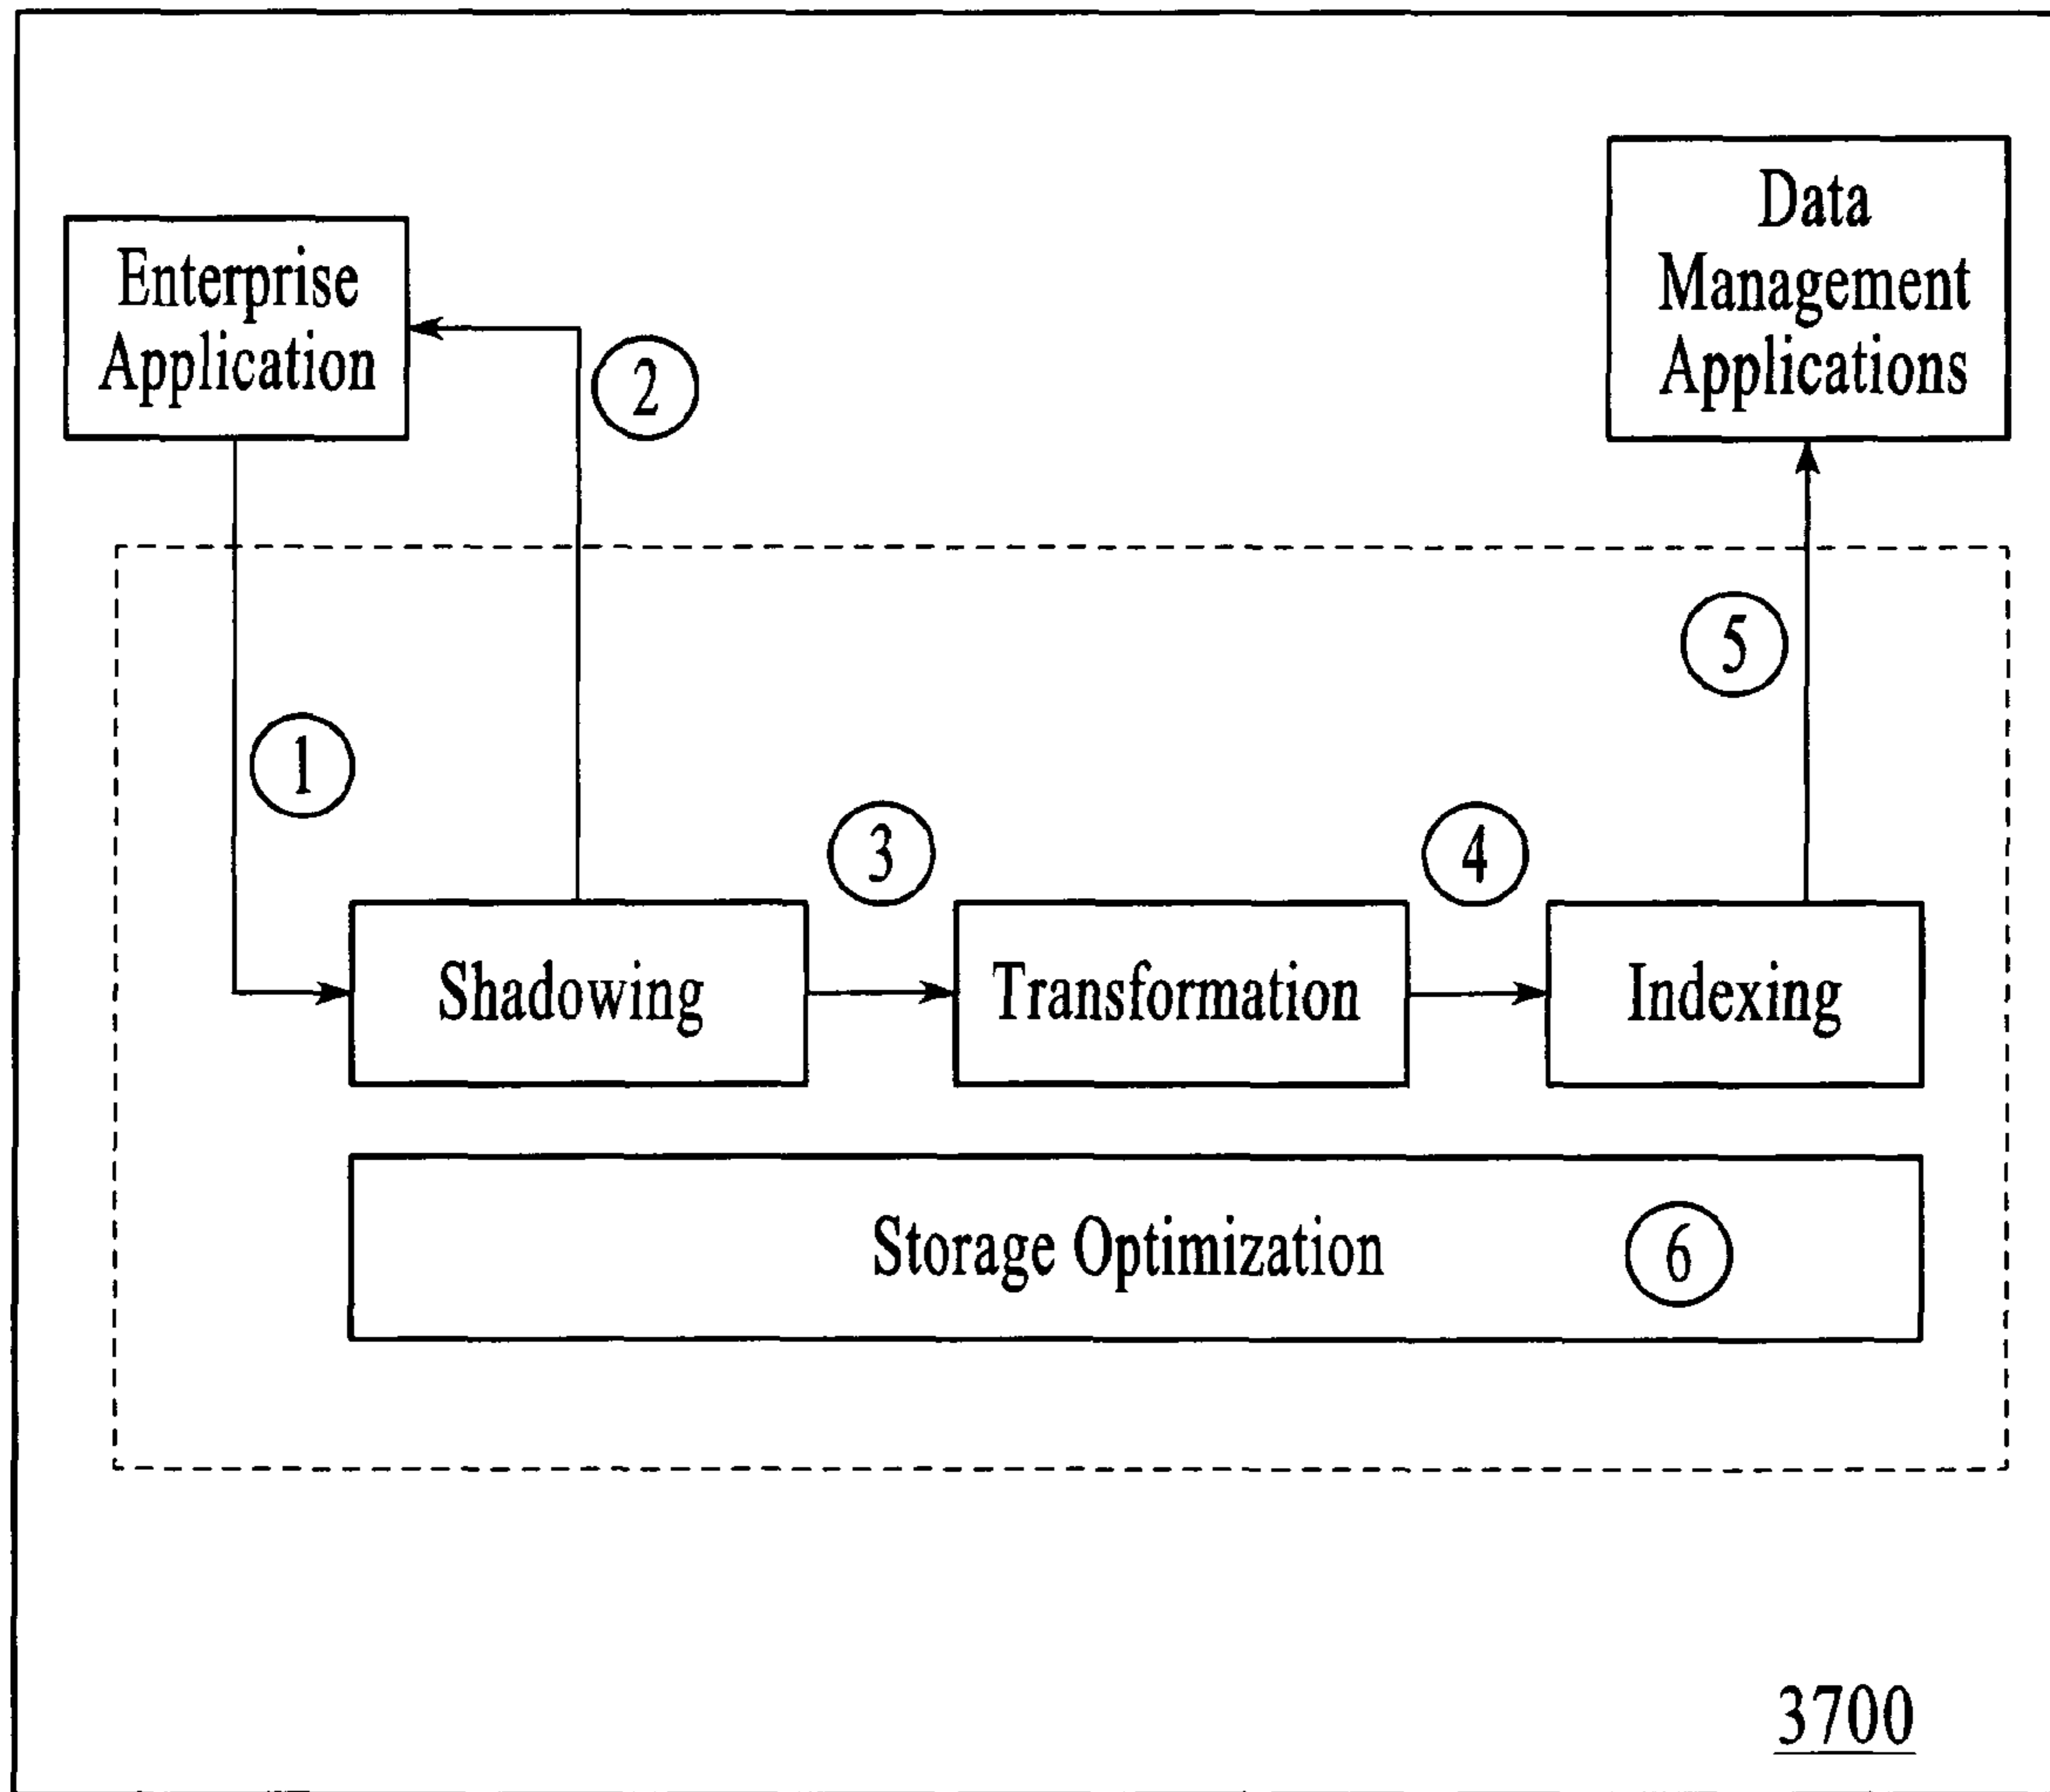 Data
Management
Applications
Enterprise
Application
2
5
1
3
4
Shadowing
Transformation
Indexing
Storage Optimization
6
3700